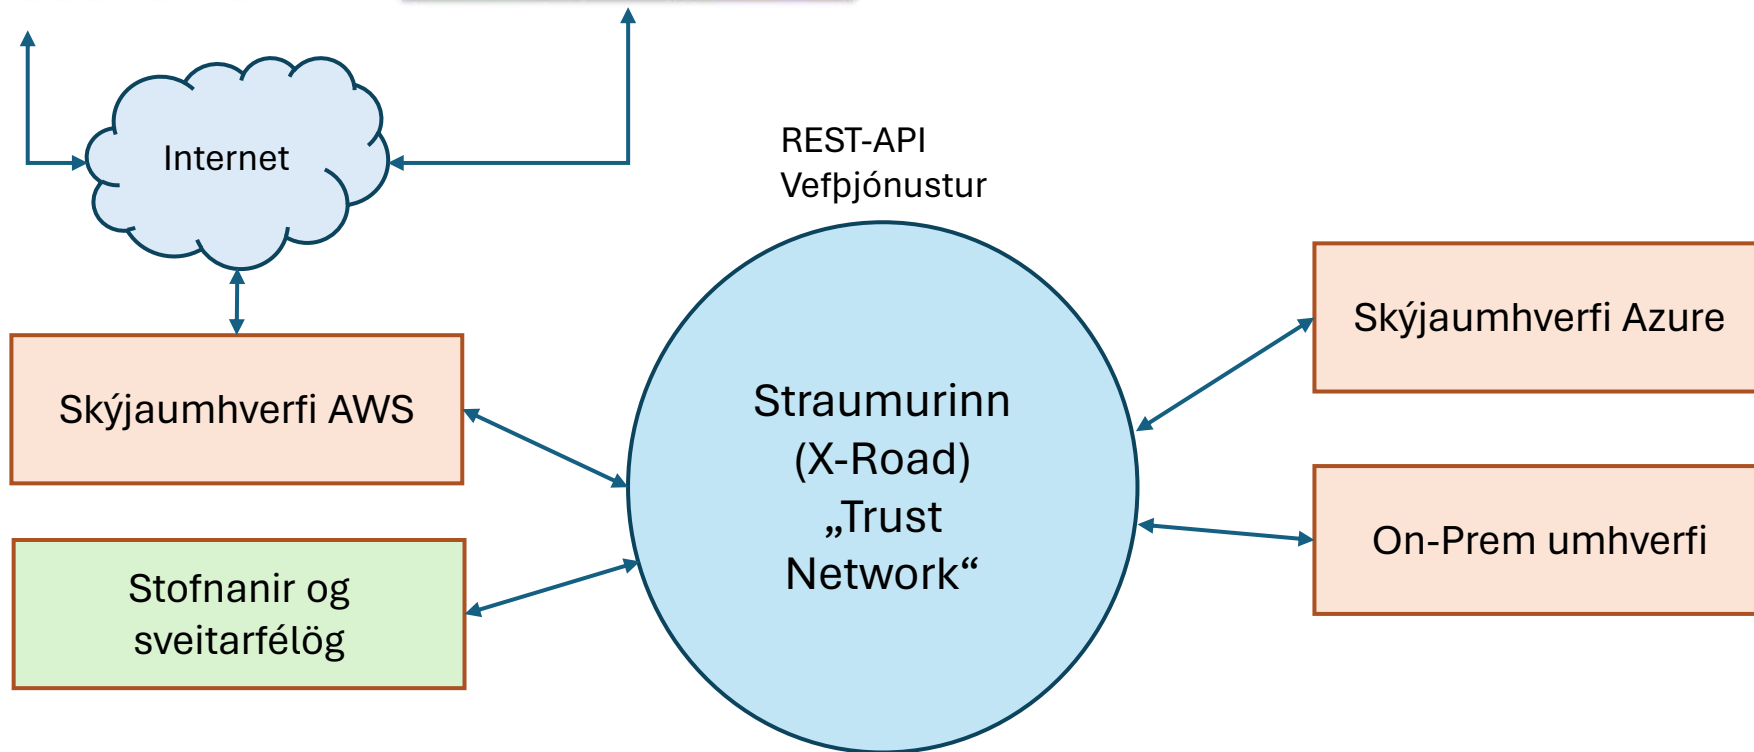 Internet
REST-API
Vefþjónustur
Skýjaumhverfi AWS
Stofnanir og
sveitarfélög
Straumurinn
(X-Road)
„Trust
Network“
Skýjaumhverfi Azure
On-Prem umhverfi